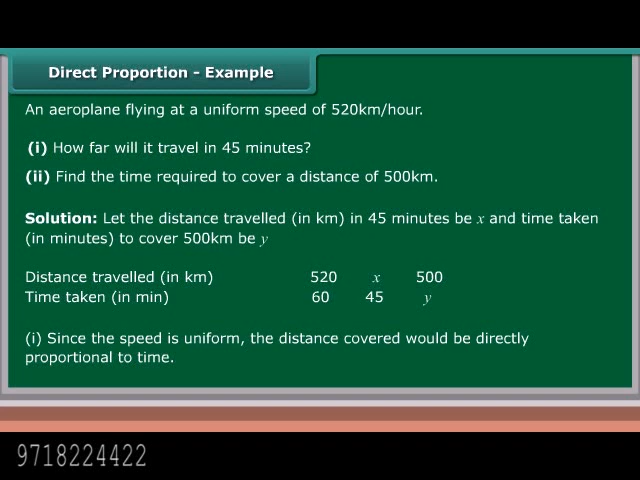 Direct Proportion - Example
An aeroplane flying at a uniform speed of 520km/hour.
(i) How far will it travel in 45 minutes?
(ii) Find the time required to cover a distance of 500km.
Solution: Let the distance travelled (in km) in 45 minutes be x and time taken
(in minutes) to cover 500km be y
Distance travelled (in km) 520 x 500
Time taken (in min) 60 45 y
(i) Since the speed is uniform, the distance covered would be directly
proportional to time.
9718224422